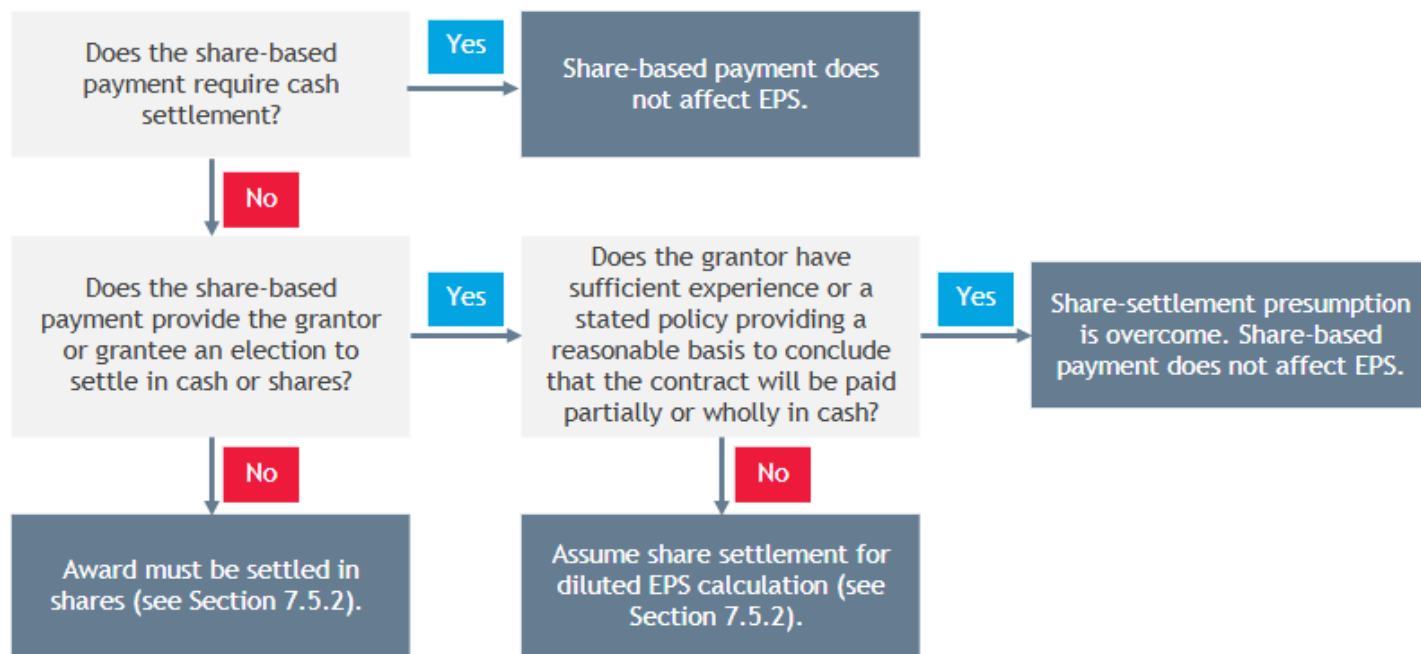 Does the share-based
payment require cash
settlement?
Yes
Share-based payment does
not affect EPS.
No
Does the share-based
payment provide the grantor
or grantee an election to
settle in cash or shares?
Yes
Does the grantor have
sufficient experience or a
stated policy providing a
reasonable basis to conclude
that the contract will be paid
partially or wholly in cash?
Yes
Share-settlement presumption
is overcome. Share-based
payment does not affect EPS.
No
Award must be settled in
shares (see Section 7.5.2).
No
Assume share settlement for
diluted EPS calculation (see
Section 7.5.2).